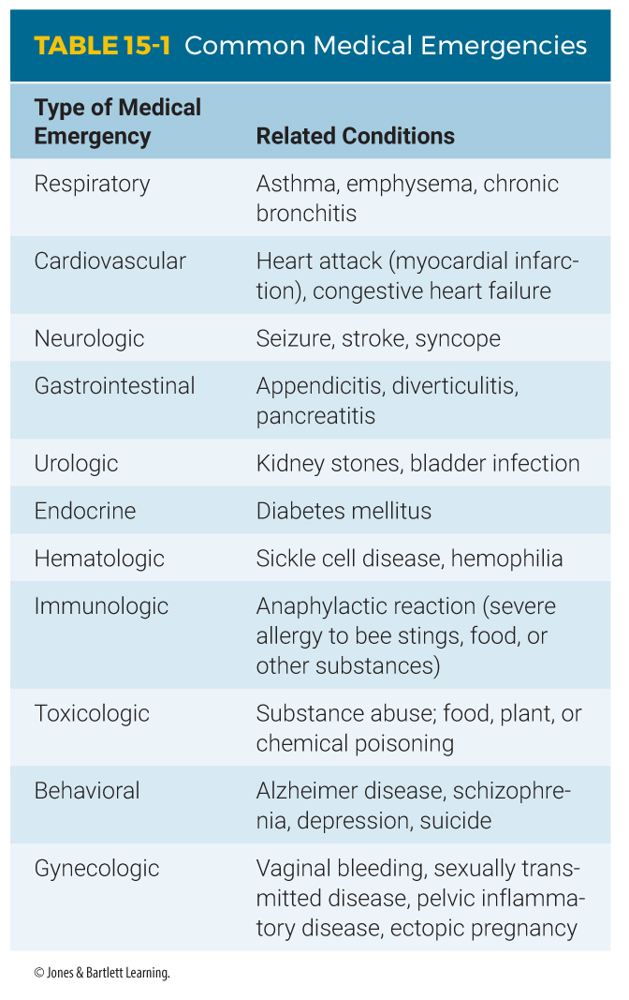 TABLE 15-1 Common Medical Emergencies
Type of Medical
Emergency
Related Conditions
Respiratory
Asthma, emphysema, chronic
bronchitis
Cardiovascular
Heart attack (myocardial infarc-
tion), congestive heart failure
Neurologic
Seizure, stroke, syncope
Gastrointestinal
Appendicitis, diverticulitis,
pancreatitis
Urologic
Kidney stones, bladder infection
Endocrine
Diabetes mellitus
Hematologic
Sickle cell disease, hemophilia
Immunologic
Anaphylactic reaction (severe
allergy to bee stings, food, or
other substances)
Toxicologic
Substance abuse; food, plant, or
chemical poisoning
Behavioral
Alzheimer disease, schizophre-
nia, depression, suicide
Gynecologic
Vaginal bleeding, sexually trans-
mitted disease, pelvic inflamma-
tory disease, ectopic pregnancy
© Jones & Bartlett Learning.